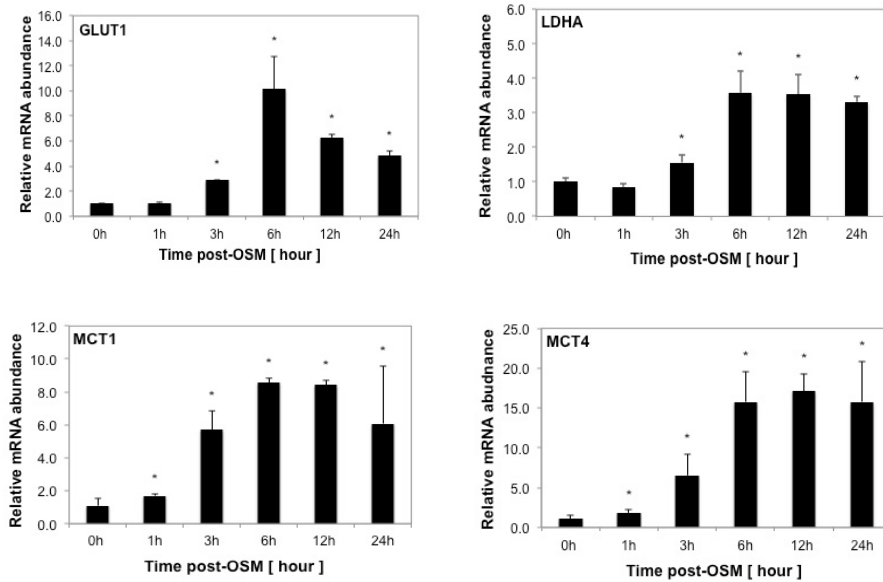 GLUT1
Relative mRNA abundance
16.0
14.0
12.0
10.0
8.0
6.0
4.0
2.0
0.0
*
*
*
*
0h 1h 3h 6h 12h 24h
Time post-OSM [ hour ]
LDHA
Relative mRNA abundance
6.0
5.0
4.0
3.0
2.0
1.0
0.0
*
*
*
*
0h 1h 3h 6h 12h 24h
Time post-OSM [ hour ]
MCT1
Relative mRNA abundance
12.0
10.0
8.0
6.0
4.0
2.0
0.0
*
*
*
*
*
0h 1h 3h 6h 12h 24h
Time post-OSM [ hour ]
MCT4
Relative mRNA abudnance
25.0
20.0
15.0
10.0
5.0
0.0
*
*
*
*
*
0h 1h 3h 6h 12h 24h
Time post-OSM [ hour ]